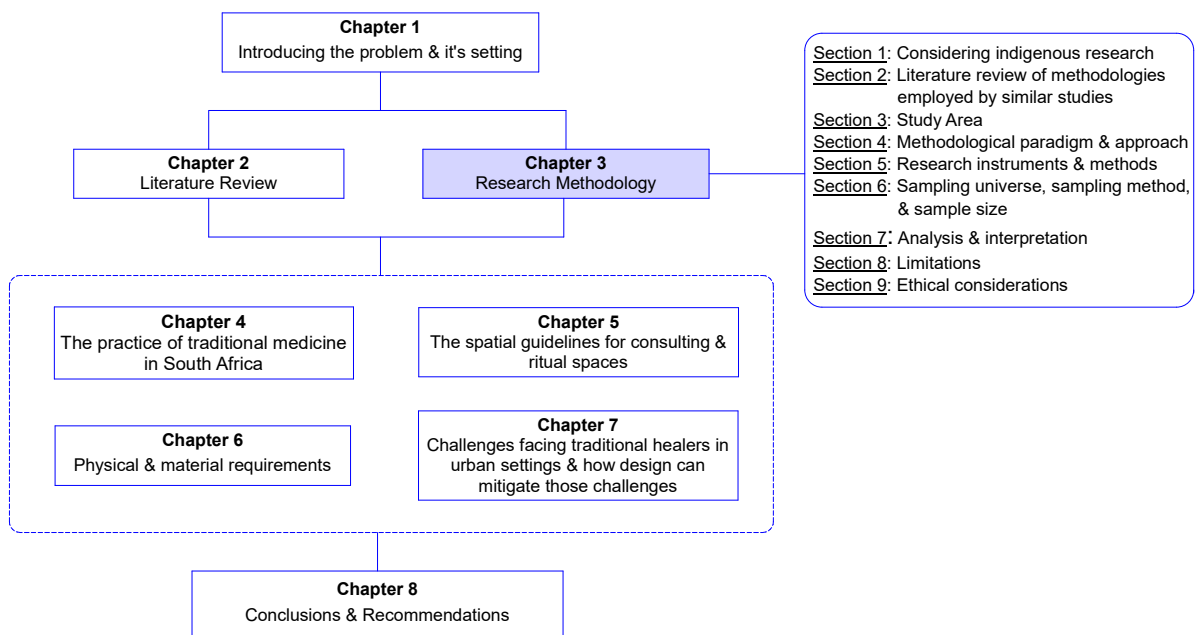 Chapter 1
Introducing the problem & it's setting
Chapter 2
Literature Review
Chapter 3
Research Methodology
Section 1: Considering indigenous research
Section 2: Literature review of methodologies
employed by similar studies
Section 3: Study Area
Section 4: Methodological paradigm & approach
Section 5: Research instruments & methods
Section 6: Sampling universe, sampling method,
& sample size
Section 7: Analysis & interpretation
Section 8: Limitations
Section 9: Ethical considerations
Chapter 4
The practice of traditional medicine
in South Africa
Chapter 5
The spatial guidelines for consulting &
ritual spaces
Chapter 6
Physical & material requirements
Chapter 7
Challenges facing traditional healers in
urban settings & how design can
mitigate those challenges
Chapter 8
Conclusions & Recommendations